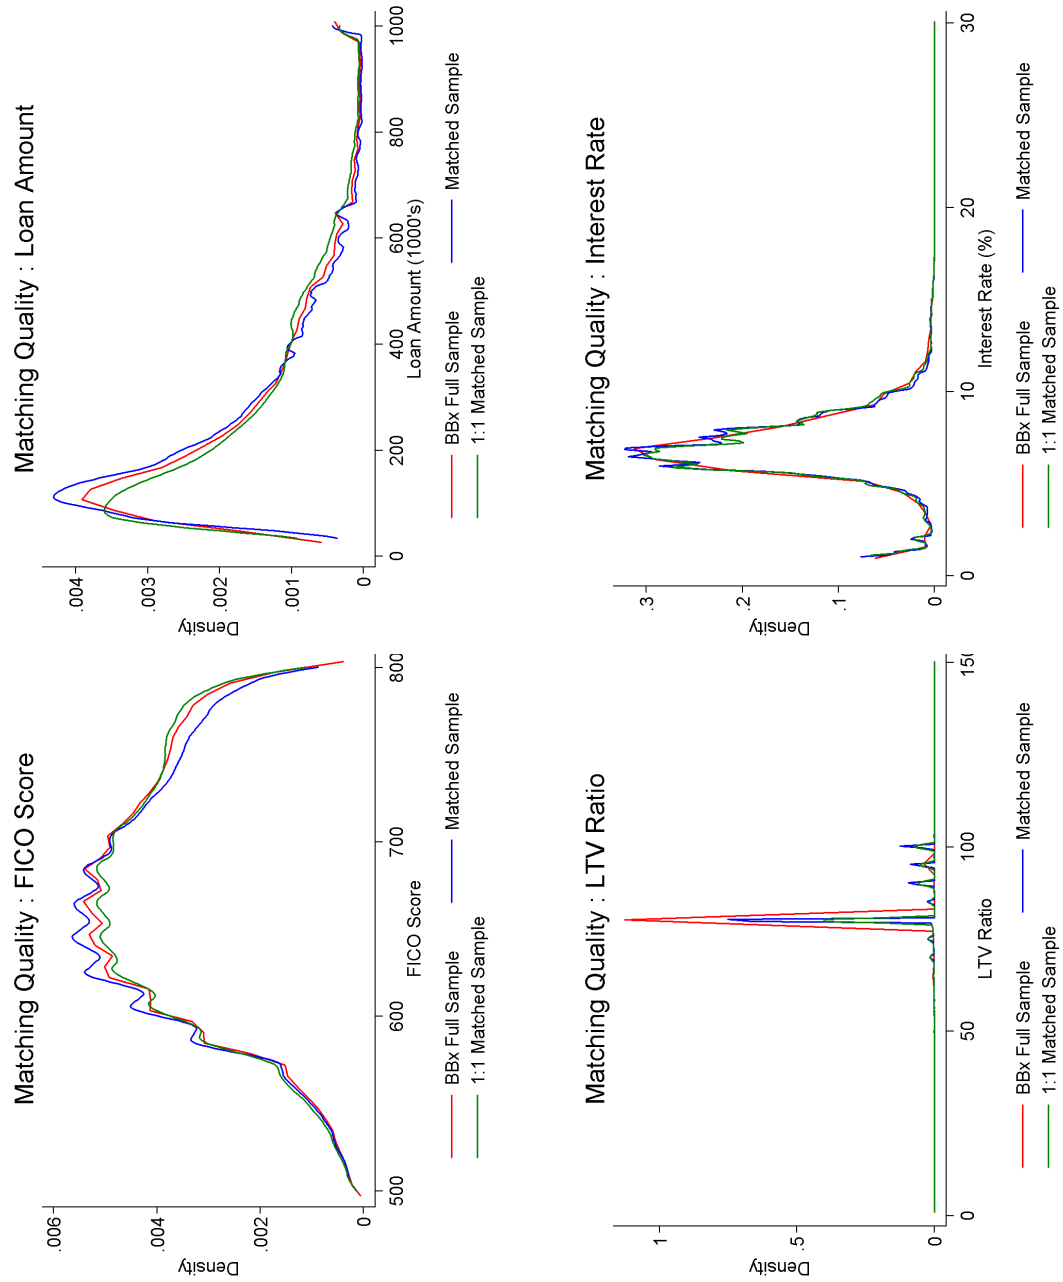 Matching Quality : FICO Score
Density
.006
.004
.002
0
500 600 700 800
FICO Score
BBx Full Sample
Matched Sample
1:1 Matched Sample
Matching Quality : Loan Amount
Density
.004
.003
.002
.001
0
0 200 400 600 800 1000
Loan Amount (1000's)
BBx Full Sample
Matched Sample
1:1 Matched Sample
Matching Quality : LTV Ratio
Density
1
.5
0
0 50 100 150
LTV Ratio
BBx Full Sample
Matched Sample
1:1 Matched Sample
Matching Quality : Interest Rate
Density
.3
.2
.1
0
0 10 20 30
Interest Rate (%)
BBx Full Sample
Matched Sample
1:1 Matched Sample